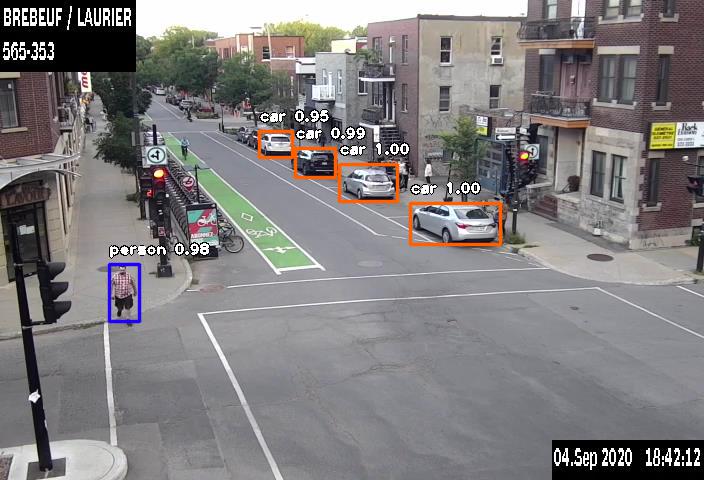 BREBEUF / LAURIER
565-353
car 0.95
car 0.99
car 1.00
car 1.00
person 0.98
04.Sep 2020 18:42:12